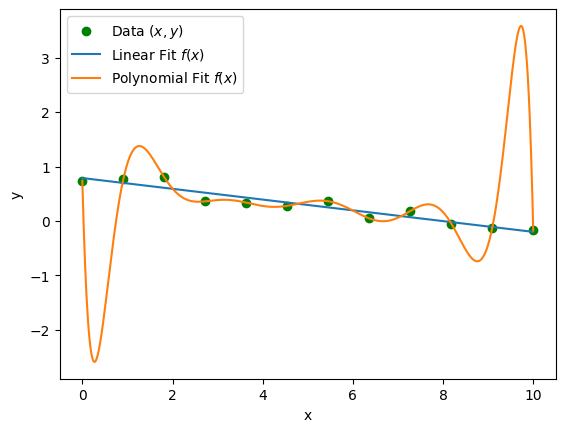 Data (x, y)
Linear Fit f(x)
Polynomial Fit f(x)
3
2
1
0
−1
−2
y
0 2 4 6 8 10
x